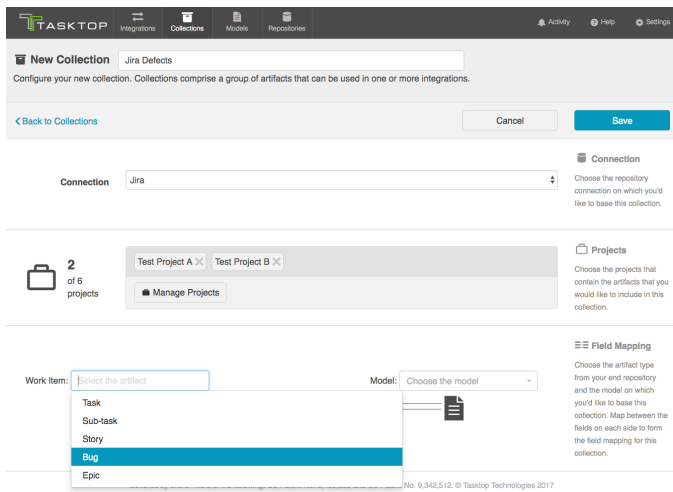 TASKTOP
Integrations
Collections
Models
Repositories
Activity
Help
Settings
New Collection
Jira Defects
Configure your new collection. Collections comprise a group of artifacts that can be used in one or more integrations.
Back to Collections
Cancel
Save
Connection
Jira
Connection
Choose the repository
connection on which you'd
like to base this collection.
2
of 6
projects
Test Project A
Test Project B
Manage Projects
Projects
Choose the projects that
contain the artifacts that you
would like to include in this
collection.
Field Mapping
Choose the artifact type
from your end repository
and the model on which
you'd like to base this
collection. Map between the
fields on each side to form
the field mapping for this
collection.
Work Item:
Select the artifact
Model:
Choose the model
Task
Sub-task
Story
Bug
Epic
No. 9,342,512. © Tasktop Technologies 2017